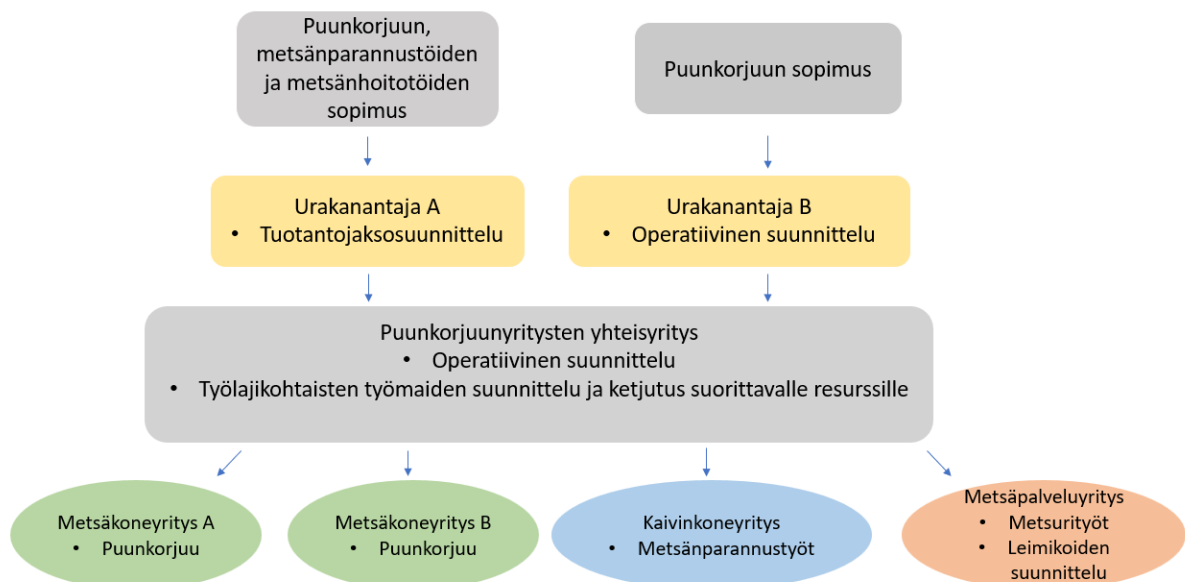 Puunkorjuun,
metsänparannustöiden
ja metsänhoitotöiden
sopimus
Puunkorjuun sopimus
Urakanantaja A
• Tuotantojaksosuunnittelu
Urakanantaja B
• Operatiivinen suunnittelu
Puunkorjuunyritysten yhteisyritys
• Operatiivinen suunnittelu
• Työlajikohtaisten työmaiden suunnittelu ja ketjutus suorittavalle resurssille
Metsäkoneyritys A
• Puunkorjuu
Metsäkoneyritys B
• Puunkorjuu
Kaivinkoneyritys
• Metsänparannustyöt
Metsäpalveluyritys
• Metsurityöt
• Leimikoiden
suunnittelu